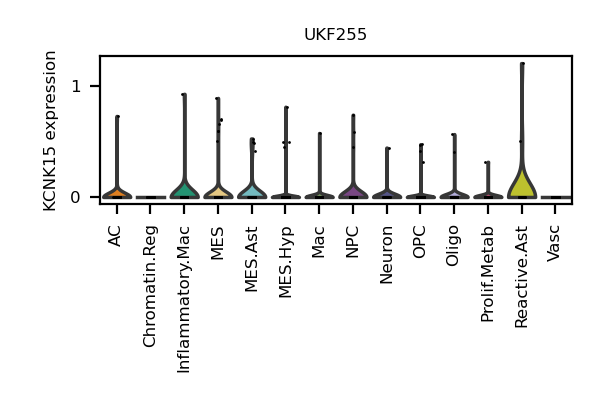 UKF255
KCNK15 expression
1
0
AC
Chromatin.Reg
Inflammatory.Mac
MES
MES.Ast
MES.Hyp
Mac
NPC
Neuron
OPC
Oligo
Prolif.Metab
Reactive.Ast
Vasc